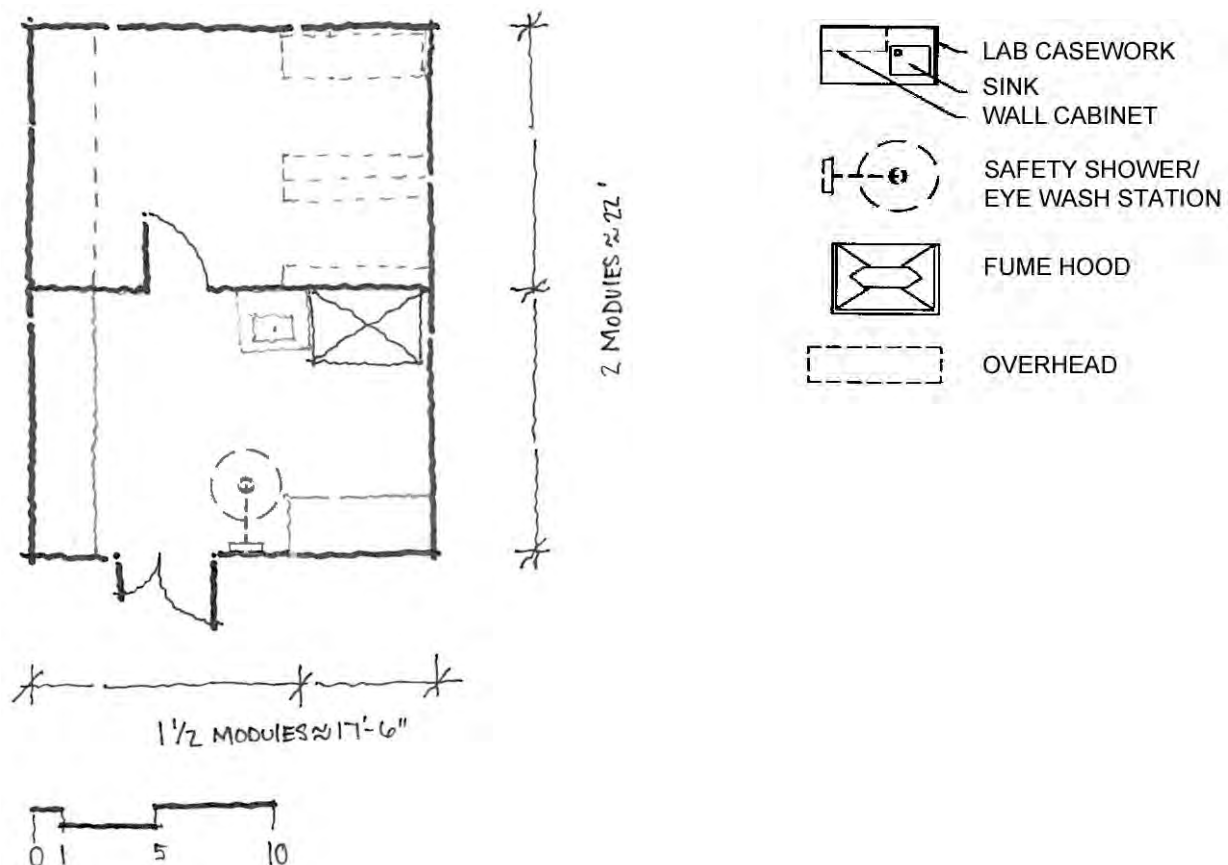 2 MODULES ≈ 22'
1 1/2 MODULES ≈ 17'-6"
0 1 5 10
LAB CASEWORK
SINK
WALL CABINET
SAFETY SHOWER/
EYE WASH STATION
FUME HOOD
OVERHEAD